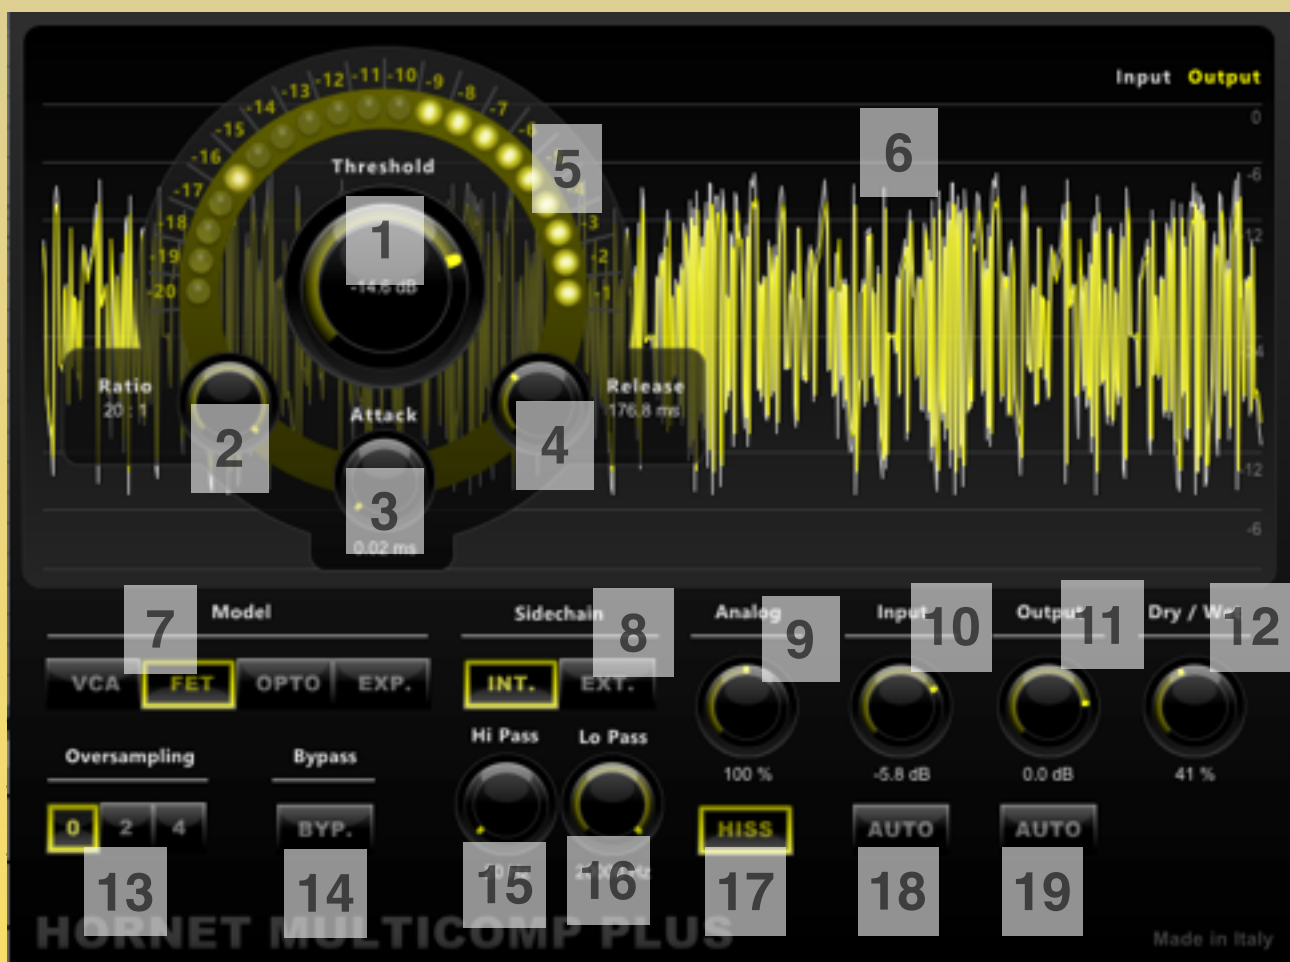 Input Output
-20 -19 -18 -17 -16 -15 -14 -13 -12 -11 -10 -9 -8 -7 -3 -2 -1
0
-6
-12
-12
-6
Threshold
-14.6 dB
1
2
3
4
5
6
Ratio
20 : 1
Attack
0.02 ms
Release
176.8 ms
7 Model
8 Sidechain
9 Analog
10 Input
11 Output
12 Dry /
VCA FET OPTO EXP.
INT. EXT.
Hi Pass Lo Pass
100 % -5.8 dB 0.0 dB 41 %
Oversampling Bypass
0 2 4 BYP.
HISS AUTO AUTO
13 14 15 16 17 18 19
HORNET MULTICOMP PLUS
Made in Italy